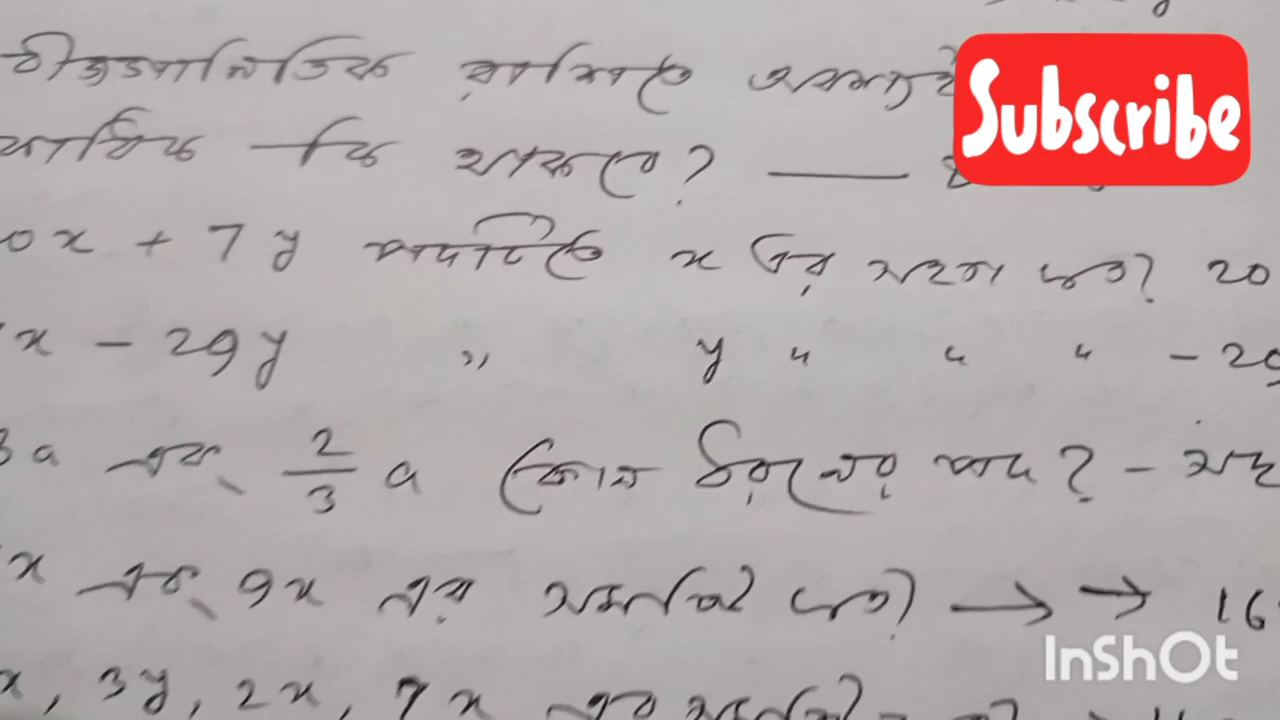 বীজগাণিতিক রাশিতে
Subscribe
কি থাকবে? —
0x + 7y পদটিতে x এর সহগ কত? 20
x - 29y " y " " " - 29
3a এবং 2/3 a কোন ধরনের পদ? - সদৃ
x এবং 9x এর সমষ্টি কত? → → 16
InShOt
x, 3y, 2x, 7x এর সমষ্টি